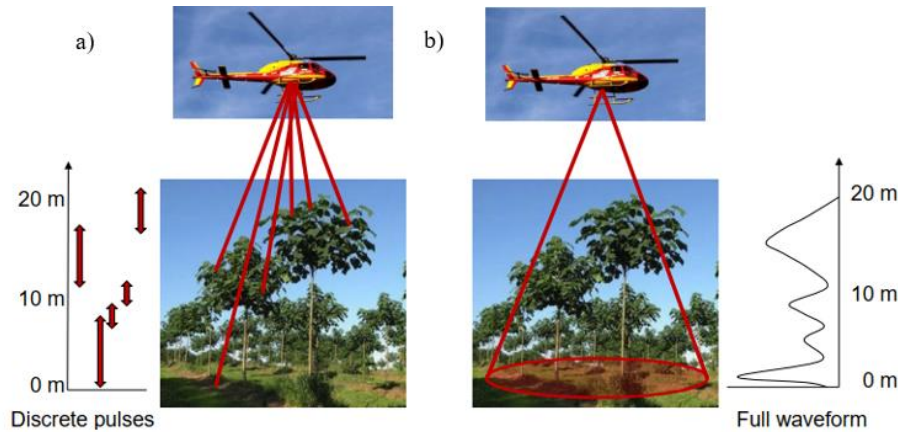 a)
b)
20 m
10 m
0 m
Discrete pulses
20 m
10 m
0 m
Full waveform